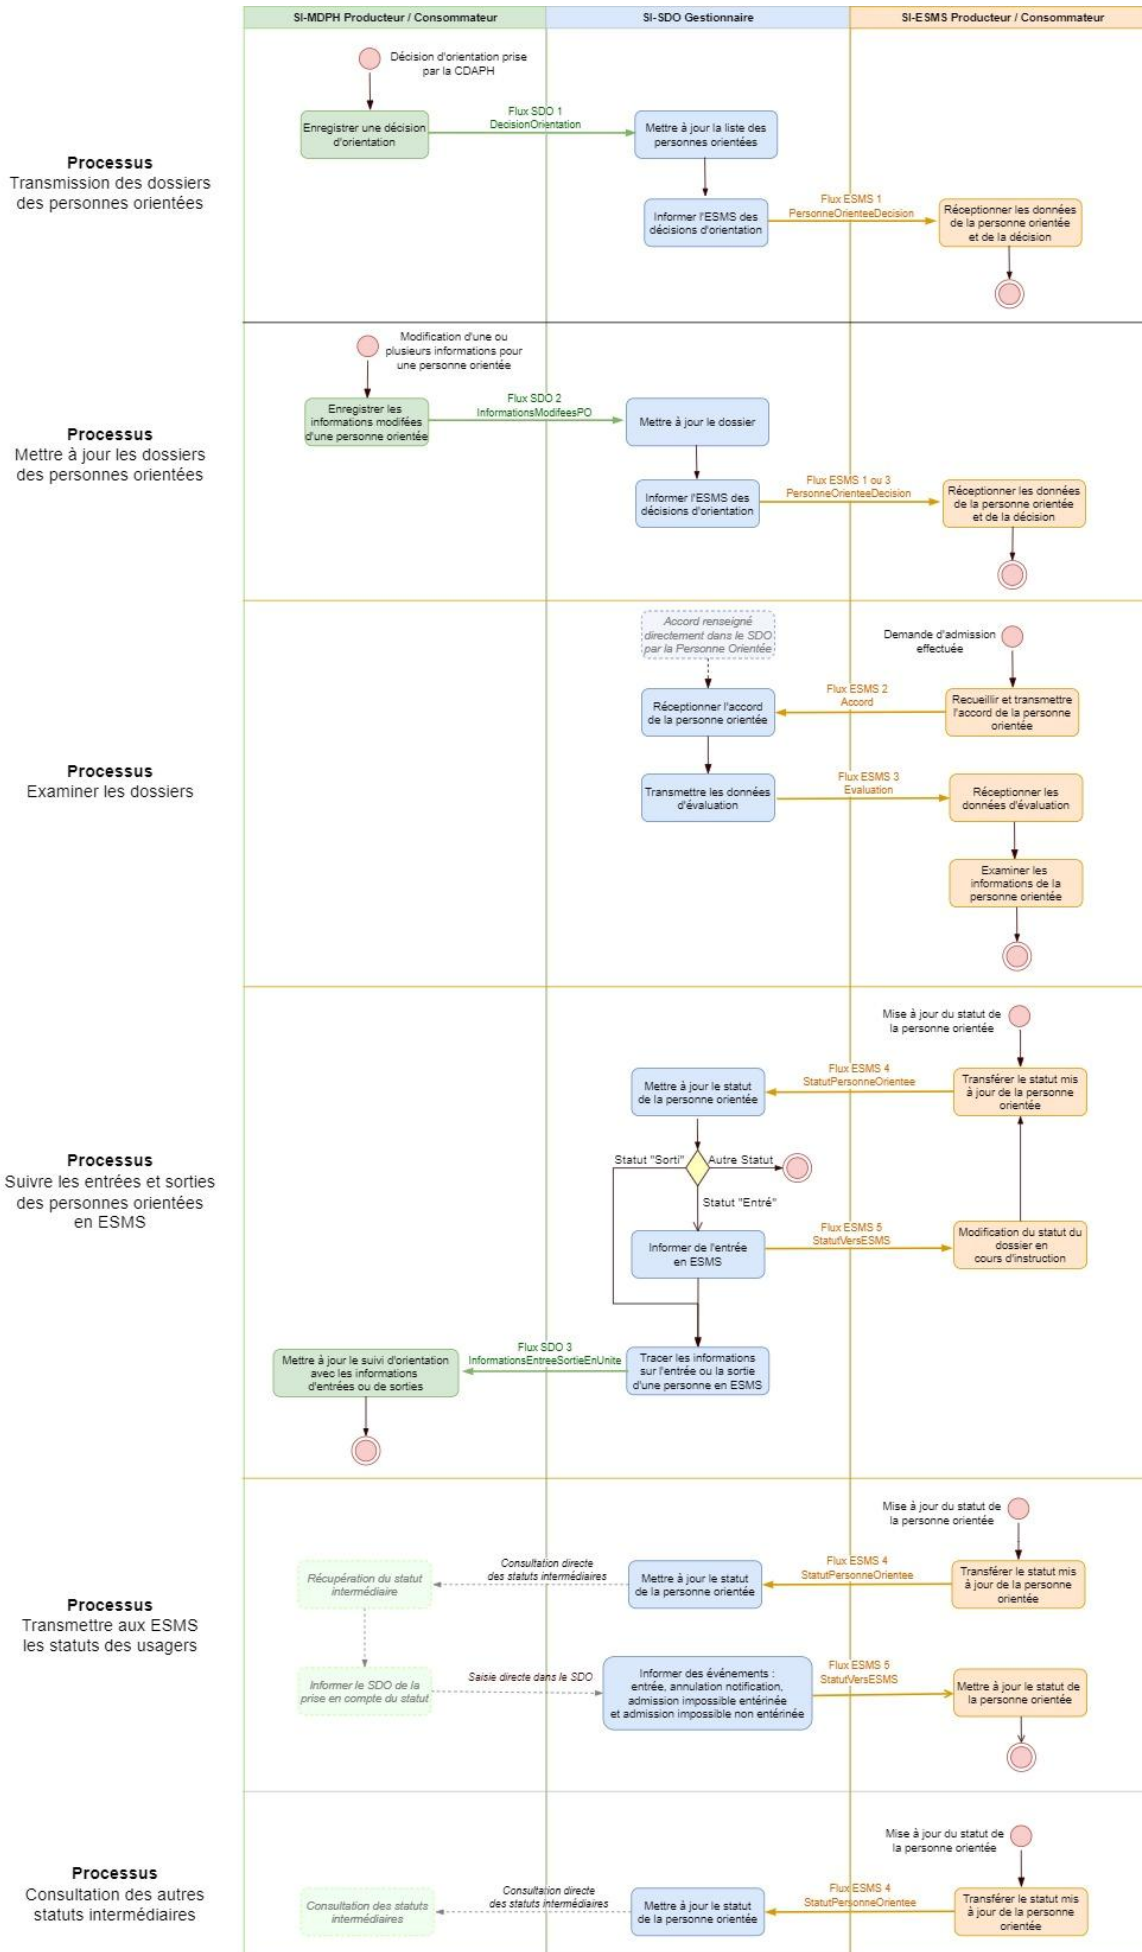 SI-MDPH Producteur / Consommateur
SI-SDO Gestionnaire
SI-ESMS Producteur / Consommateur
Processus
Transmission des dossiers
des personnes orientées
Décision d'orientation prise
par la CDAPH
Enregistrer une décision
d'orientation
Flux SDO 1
DecisionOrientation
Mettre à jour la liste des
personnes orientées
Informer l'ESMS des
décisions d'orientation
Flux ESMS 1
PersonneOrienteeDecision
Réceptionner les données
de la personne orientée
et de la décision
Processus
Mettre à jour les dossiers
des personnes orientées
Modification d'une ou
plusieurs informations pour
une personne orientée
Enregistrer les
informations modifées
d'une personne orientée
Flux SDO 2
InformationsModifeesPO
Mettre à jour le dossier
Informer l'ESMS des
décisions d'orientation
Flux ESMS 1 ou 3
PersonneOrienteeDecision
Réceptionner les données
de la personne orientée
et de la décision
Processus
Examiner les dossiers
Accord renseigné
directement dans le SDO
par la Personne Orientée
Demande d'admission
effectuée
Réceptionner l'accord
de la personne orientée
Flux ESMS 2
Accord
Recueillir et transmettre
l'accord de la personne
orientée
Transmettre les données
d'évaluation
Flux ESMS 3
Evaluation
Réceptionner les
données d'évaluation
Examiner les
informations de la
personne orientée
Processus
Suivre les entrées et sorties
des personnes orientées
en ESMS
Mise à jour du statut de
la personne orientée
Mettre à jour le statut
de la personne orientée
Flux ESMS 4
StatutPersonneOrientee
Transférer le statut mis
à jour de la personne
orientée
Statut "Sorti"
Autre Statut
Statut "Entré"
Informer de l'entrée
en ESMS
Flux ESMS 5
StatutVersESMS
Modification du statut du
dossier en
cours d'instruction
Mettre à jour le suivi d'orientation
avec les informations
d'entrées ou de sorties
Flux SDO 3
InformationsEntreeSortieEnUnite
Tracer les informations
sur l'entrée ou la sortie
d'une personne en ESMS
Processus
Transmettre aux ESMS
les statuts des usagers
Mise à jour du statut de
la personne orientée
Récupération du statut
intermédiaire
Consultation directe
des statuts intermédiaires
Mettre à jour le statut
de la personne orientée
Flux ESMS 4
StatutPersonneOrientee
Transférer le statut mis
à jour de la personne
orientée
Informer le SDO de la
prise en compte du statut
Saisie directe dans le SDO
Informer des événements :
entrée, annulation notification,
admission impossible entérinée
et admission impossible non entérinée
Flux ESMS 5
StatutVersESMS
Mettre à jour le statut de
la personne orientée
Processus
Consultation des autres
statuts intermédiaires
Mise à jour du statut de
la personne orientée
Consultation des statuts
intermédiaires
Consultation directe
des statuts intermédiaires
Mettre à jour le statut
de la personne orientée
Flux ESMS 4
StatutPersonneOrientee
Transférer le statut mis
à jour de la personne
orientée